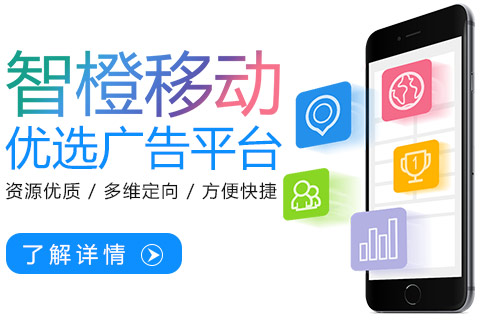 智橙移动
优选广告平台
资源优质 / 多维定向 / 方便快捷
了解详情
1